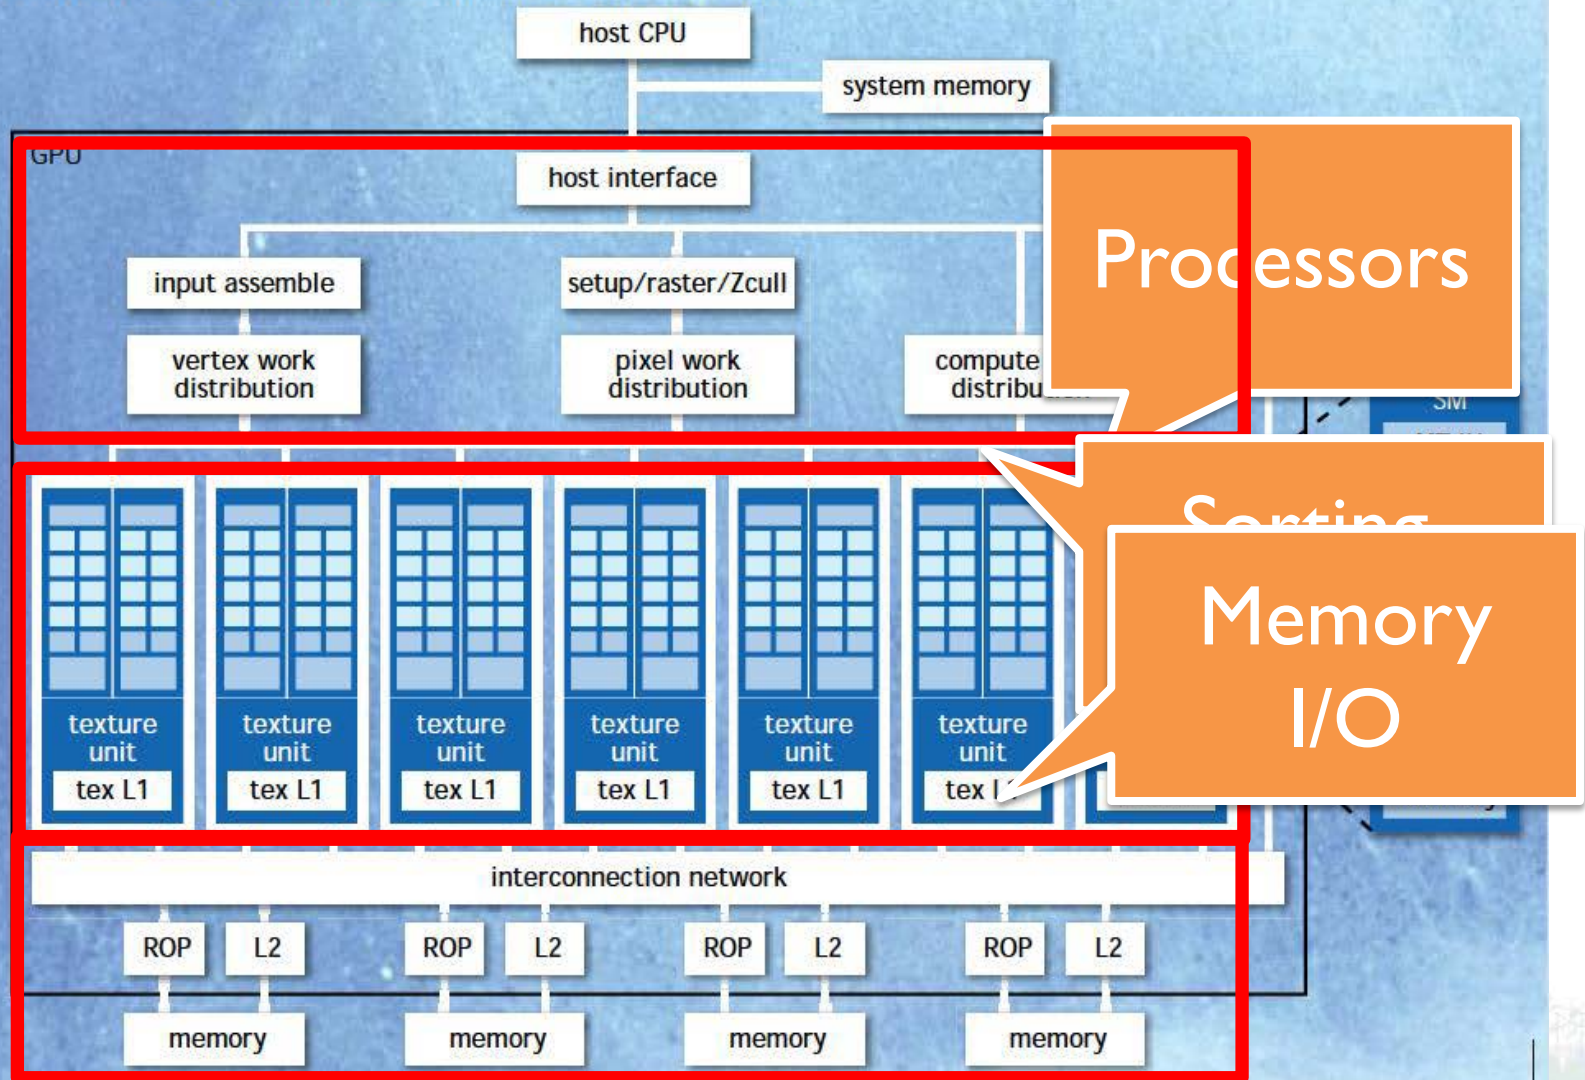 host CPU
system memory
GPU
host interface
Processors
input assemble
setup/raster/Zcull
vertex work
distribution
pixel work
distribution
compute
SM
Sorting
Memory
I/O
texture
unit
tex L1
texture
unit
tex L1
texture
unit
tex L1
texture
unit
tex L1
texture
unit
tex L1
texture
unit
tex
interconnection network
ROP
L2
ROP
L2
ROP
L2
ROP
L2
memory
memory
memory
memory